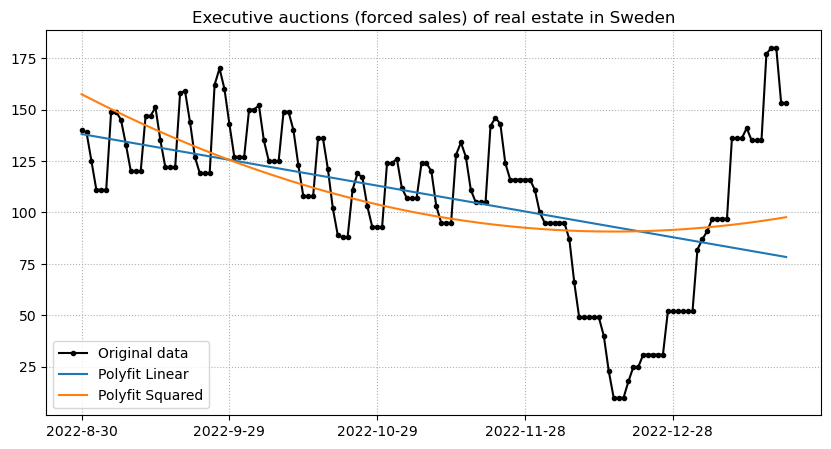 Executive auctions (forced sales) of real estate in Sweden
175
150
125
100
75
50
25
Original data
Polyfit Linear
Polyfit Squared
2022-8-30 2022-9-29 2022-10-29 2022-11-28 2022-12-28